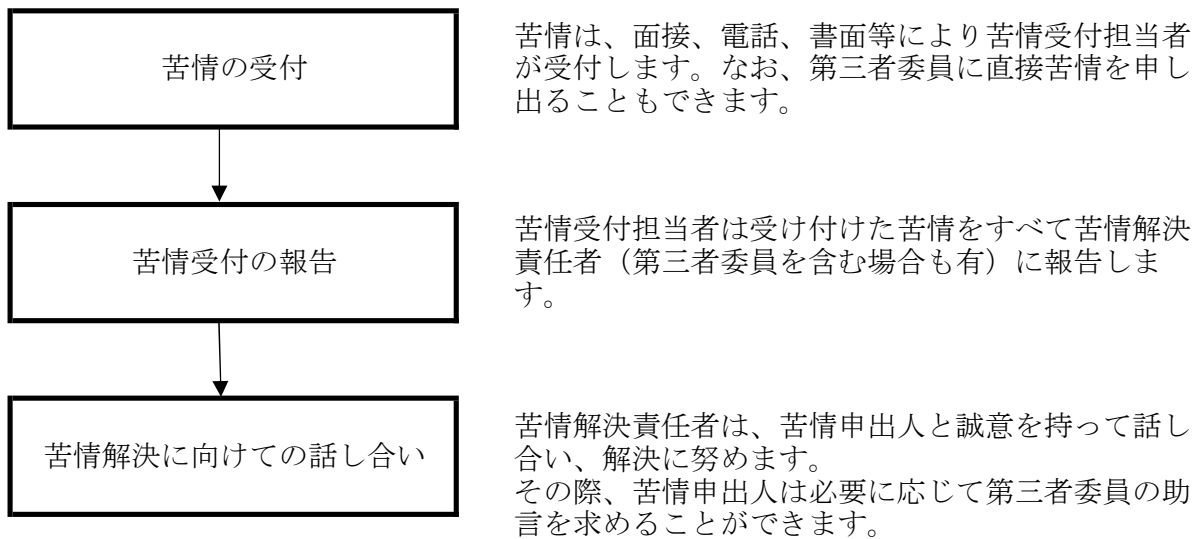 苦情の受付
苦情は、面接、電話、書面等により苦情受付担当者
が受付します。なお、第三者委員に直接苦情を申し
出ることもできます。
苦情受付の報告
苦情受付担当者は受け付けた苦情をすべて苦情解決
責任者（第三者委員を含む場合も有）に報告しま
す。
苦情解決に向けての話し合い
苦情解決責任者は、苦情申出人と誠意を持って話し
合い、解決に努めます。
その際、苦情申出人は必要に応じて第三者委員の助
言を求めることができます。